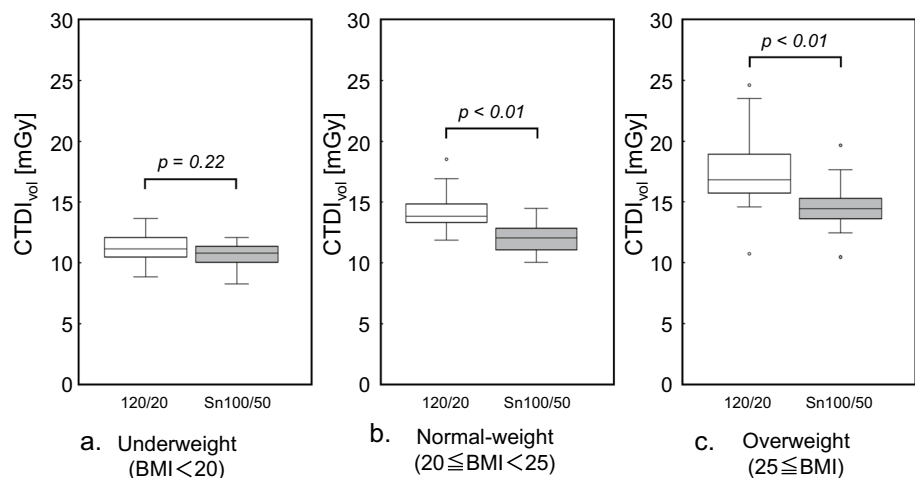 CTDIvol [mGy]
30
25
20
15
10
5
0
p = 0.22
120/20 Sn100/50
a. Underweight
(BMI＜20)
CTDIvol [mGy]
30
25
20
15
10
5
0
p < 0.01
120/20 Sn100/50
b. Normal-weight
(20≦BMI＜25)
CTDIvol [mGy]
30
25
20
15
10
5
0
p < 0.01
120/20 Sn100/50
c. Overweight
(25≦BMI)